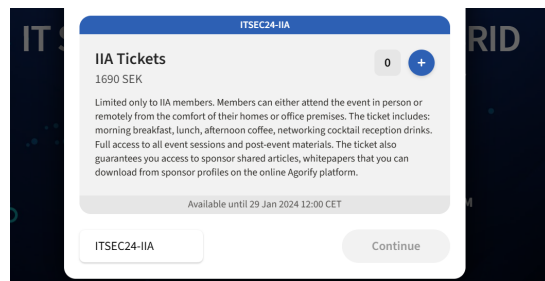 ITSEC24-IIA
IT S
RID
IIA Tickets
0 +
1690 SEK
Limited only to IIA members. Members can either attend the event in person or
remotely from the comfort of their homes or office premises. The ticket includes:
morning breakfast, lunch, afternoon coffee, networking cocktail reception drinks.
Full access to all event sessions and post-event materials. The ticket also
guarantees you access to sponsor shared articles, whitepapers that you can
download from sponsor profiles on the online Agorify platform.
Available until 29 Jan 2024 12:00 CET
M
ITSEC24-IIA
Continue